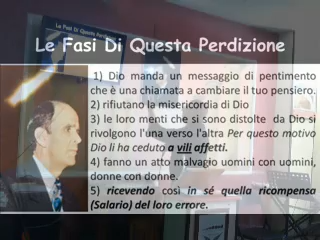 Le Fasi Di Questa Perdizione
1) Dio manda un messaggio di pentimento
che è una chiamata a cambiare il tuo pensiero.
2) rifiutano la misericordia di Dio
3) le loro menti che si sono distolte da Dio si
rivolgono l'una verso l'altra Per questo motivo
Dio li ha ceduto a vili affetti.
4) fanno un atto malvagio uomini con uomini,
donne con donne.
5) ricevendo così in sé quella ricompensa
(Salario) del loro errore.